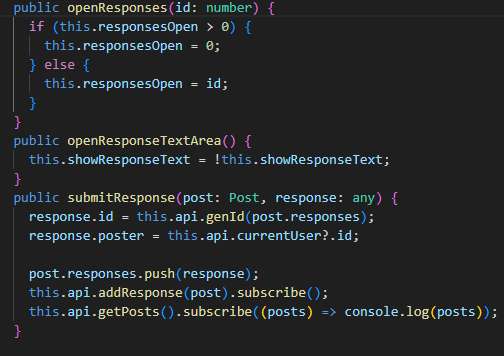 public openResponses(id: number) {
if (this.responsesOpen > 0) {
this.responsesOpen = 0;
} else {
this.responsesOpen = id;
}
}
public openResponseTextArea() {
this.showResponseText = !this.showResponseText;
}
public submitResponse(post: Post, response: any) {
response.id = this.api.genId(post.responses);
response.poster = this.api.currentUser?.id;
post.responses.push(response);
this.api.addResponse(post).subscribe();
this.api.getPosts().subscribe((posts) => console.log(posts));
}